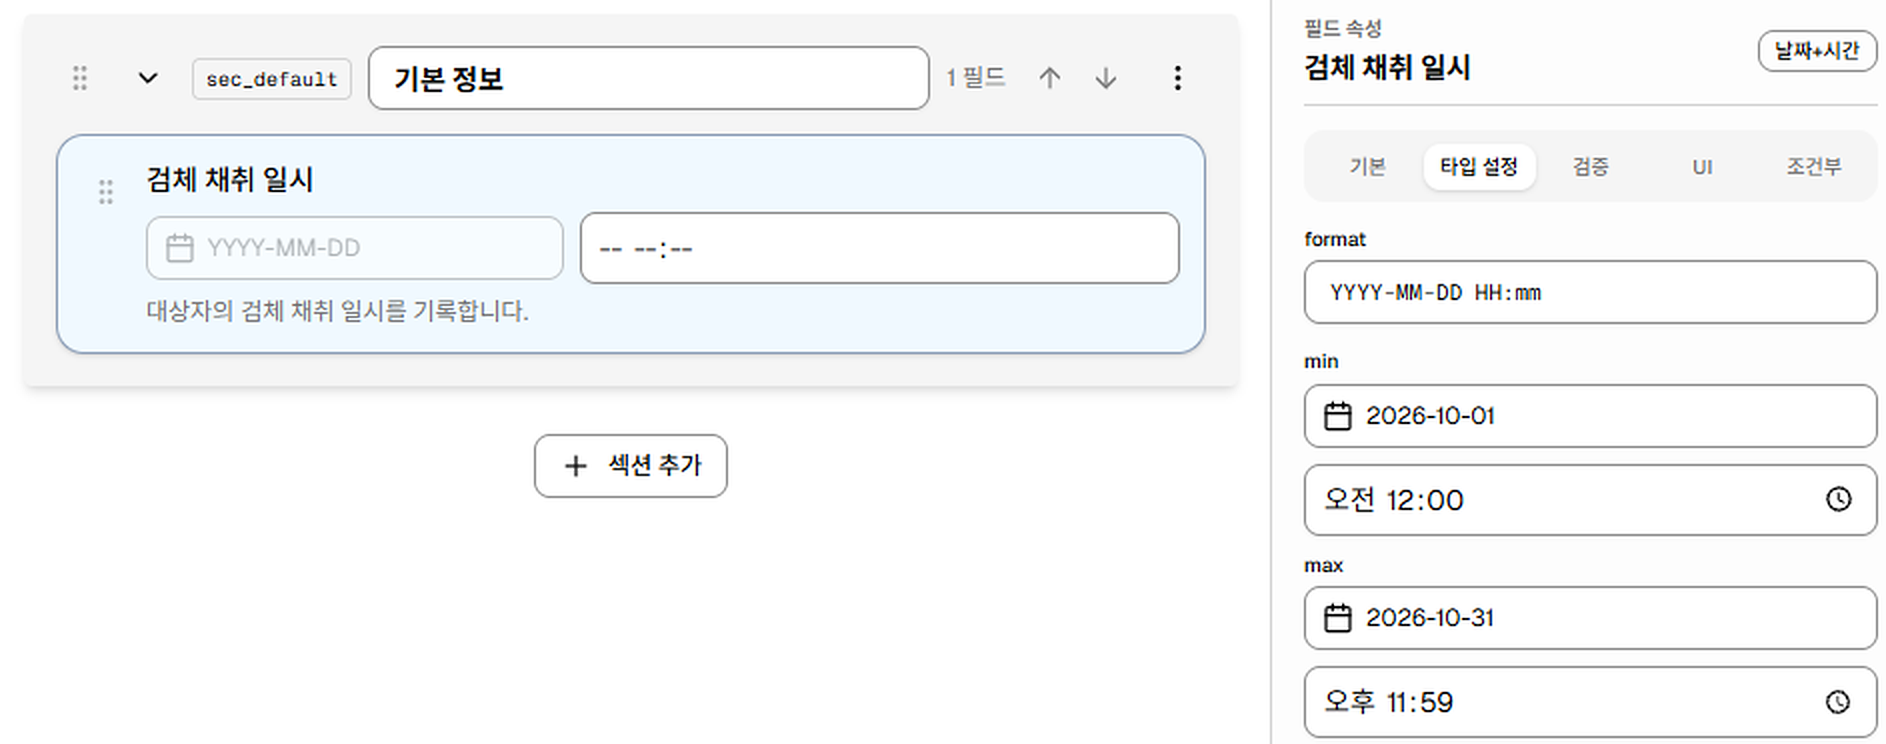 sec_default
기본 정보
1 필드
검체 채취 일시
YYYY-MM-DD
-- --:--
대상자의 검체 채취 일시를 기록합니다.
+ 섹션 추가
필드 속성
검체 채취 일시
날짜+시간
기본 타입 설정 검증 UI 조건부
format
YYYY-MM-DD HH:mm
min
2026-10-01
오전 12:00
max
2026-10-31
오후 11:59